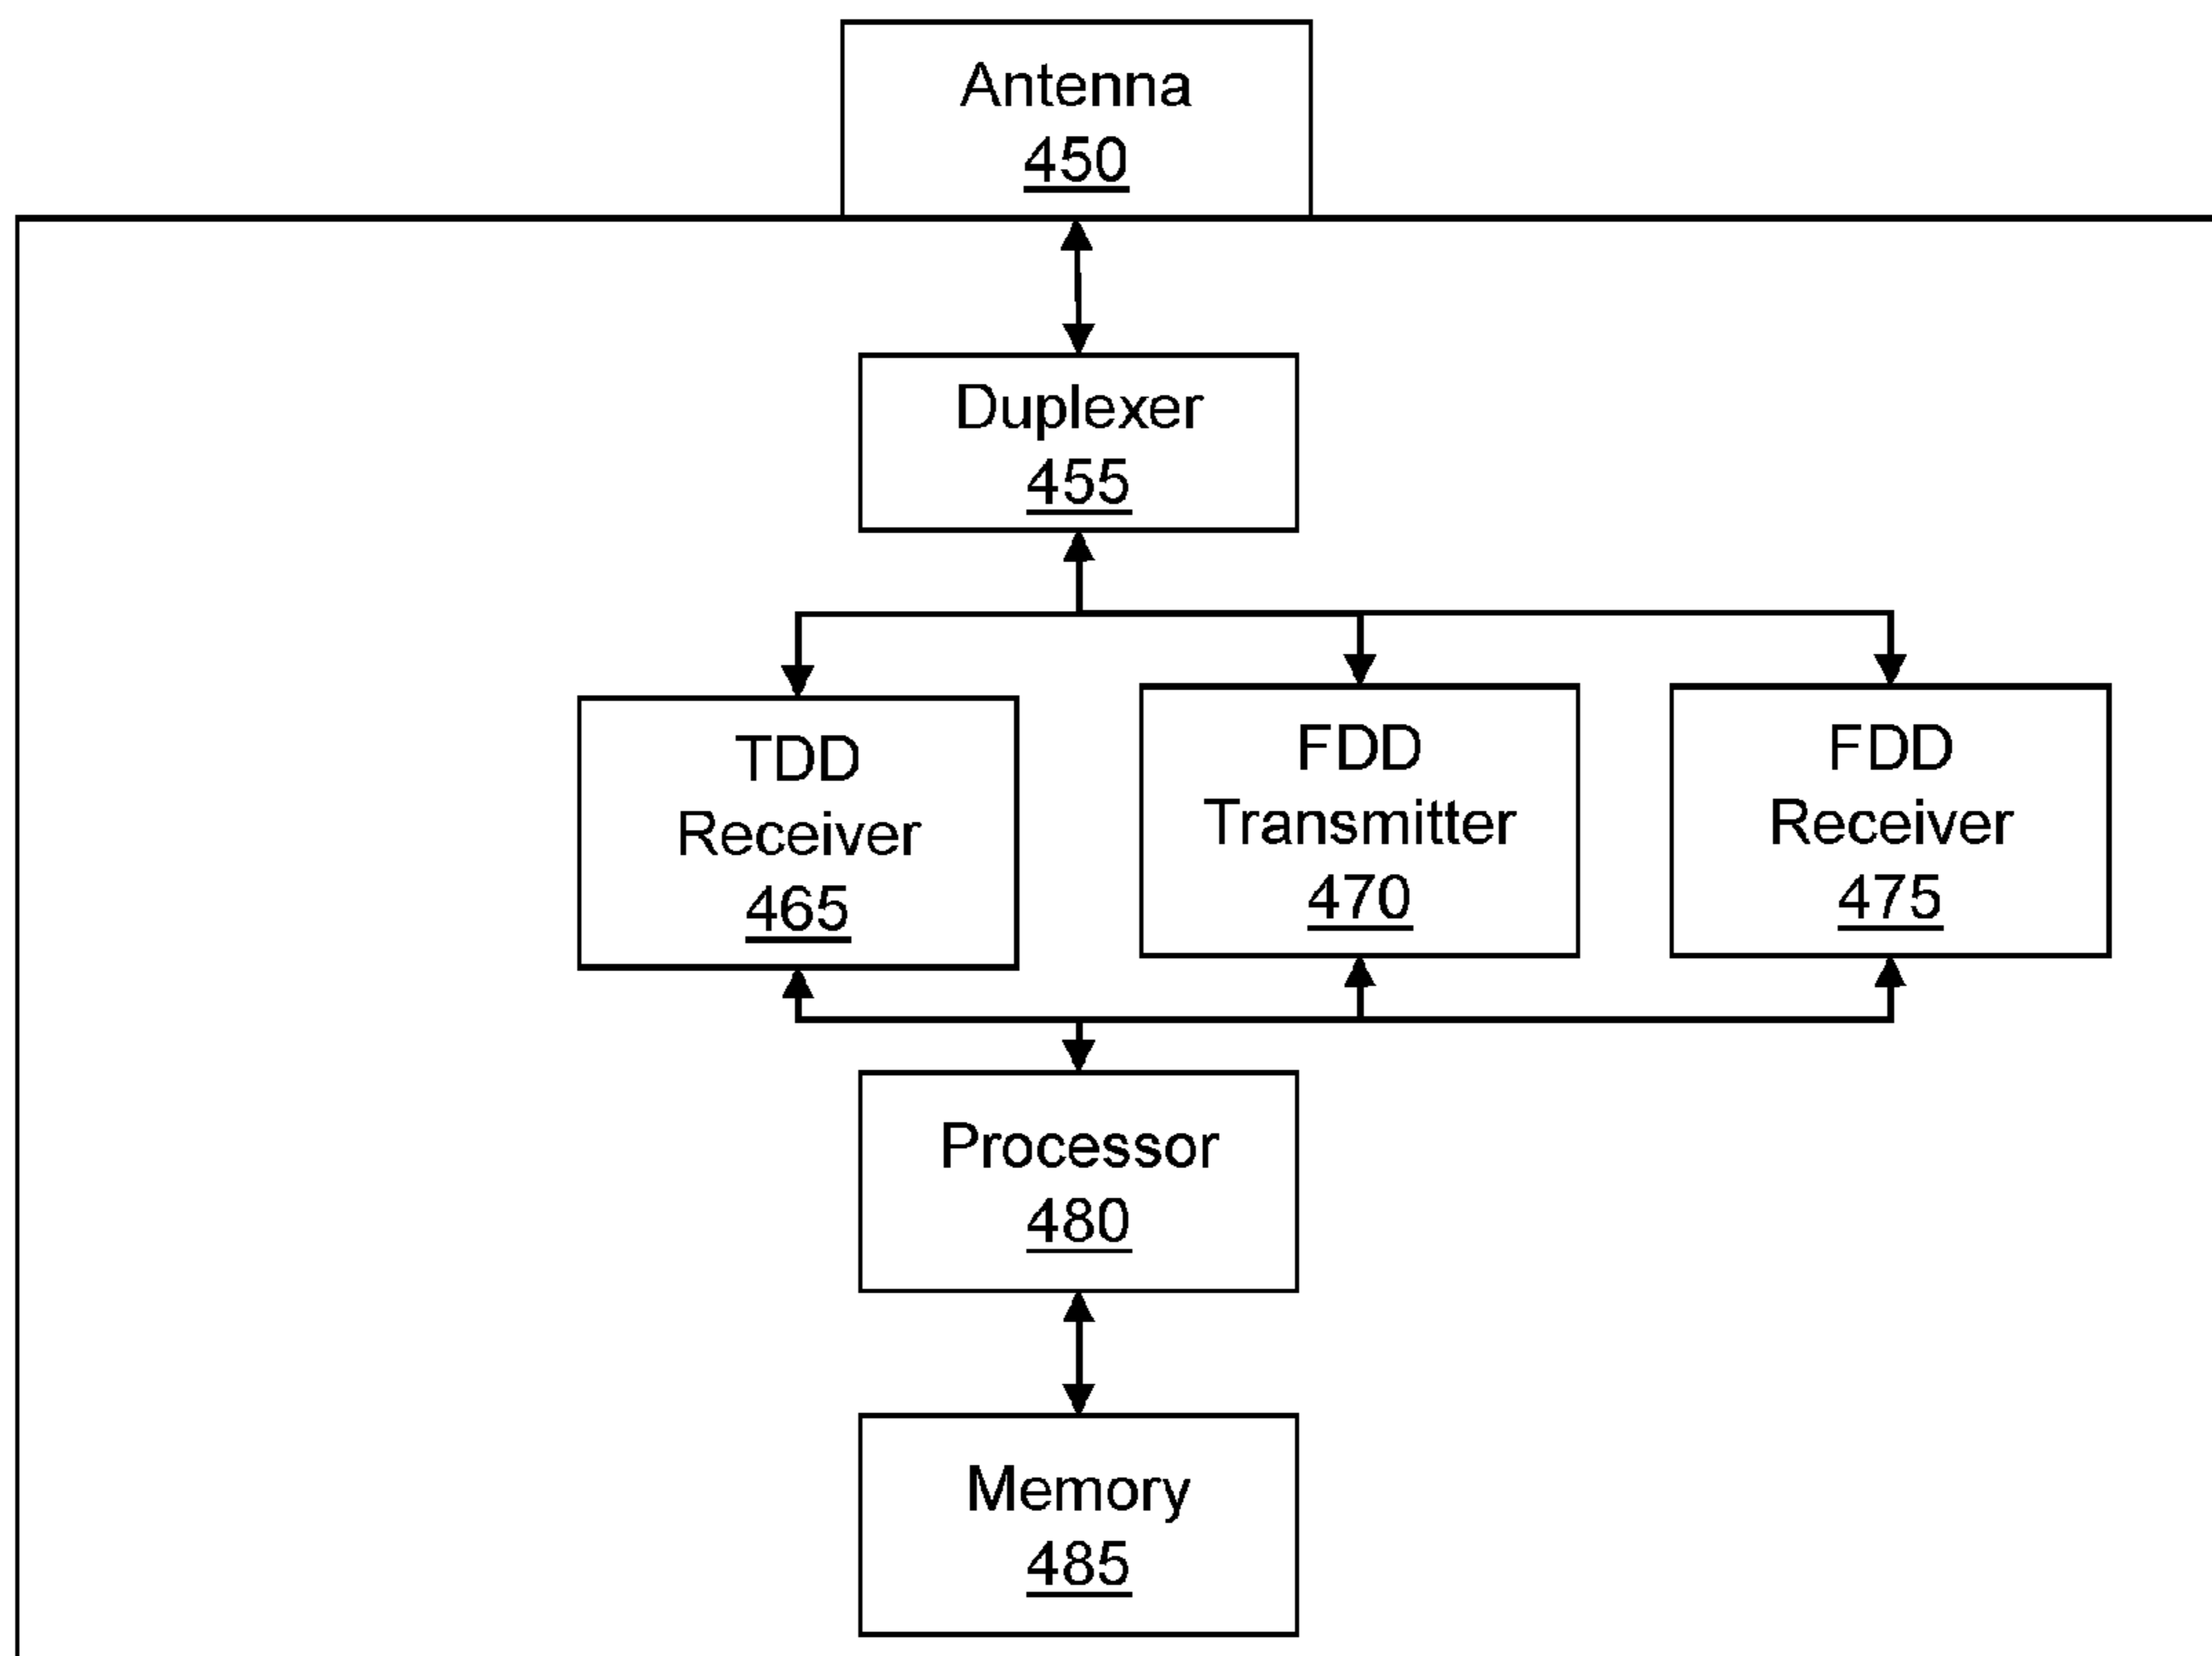 Antenna
450
Duplexer
455
TDD
Receiver
465
FDD
Transmitter
470
FDD
Receiver
475
Processor
480
Memory
485